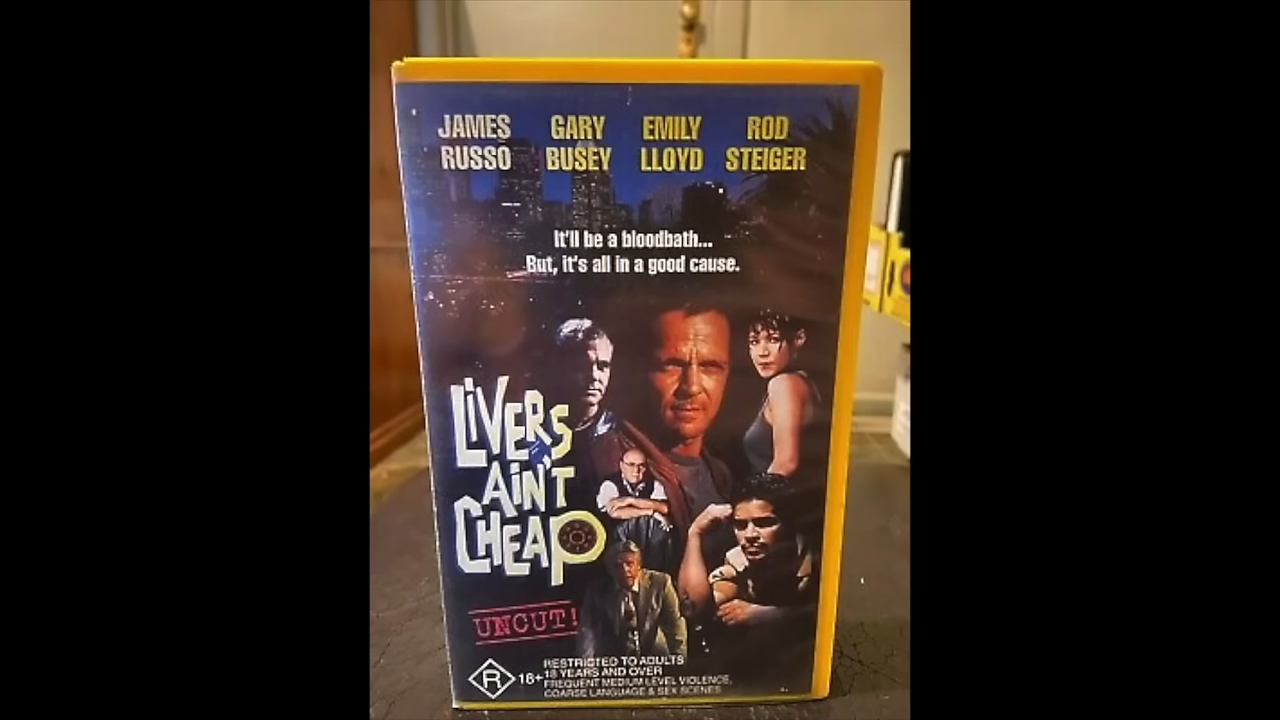 JAMES GARY EMILY ROD
RUSSO BUSEY LLOYD STEIGER
It'll be a bloodbath...
But, it's all in a good cause.
LIVERS
AIN'T
CHEAP
UNCUT!
R 18+ RESTRICTED TO ADULTS
18 YEARS AND OVER
FREQUENT MEDIUM LEVEL VIOLENCE,
COARSE LANGUAGE & SEX SCENES